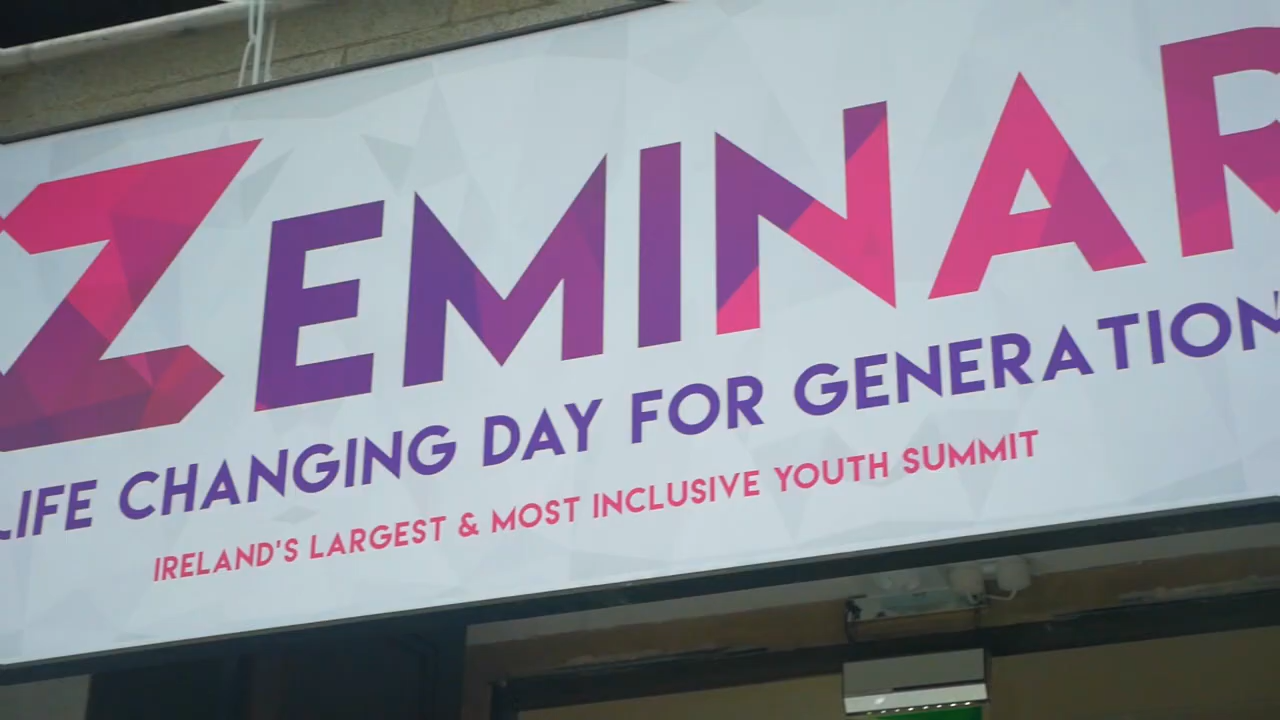 ZEMINAR
LIFE CHANGING DAY FOR GENERATION
IRELAND'S LARGEST & MOST INCLUSIVE YOUTH SUMMIT